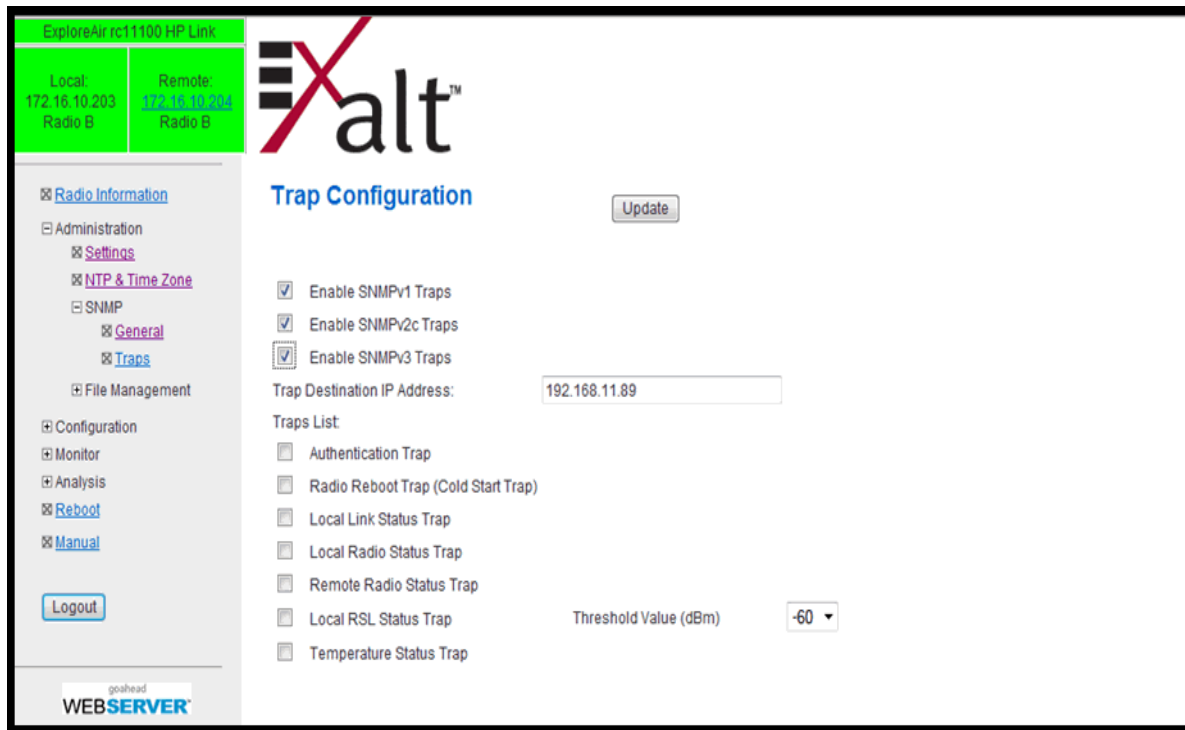 ExploreAir rc11100 HP Link
Local:
172.16.10.203
Radio B
Remote:
172.16.10.204
Radio B
EXalt™
Radio Information
Administration
Settings
NTP & Time Zone
SNMP
General
Traps
File Management
Configuration
Monitor
Analysis
Reboot
Manual
Logout
goahead
WEBSERVER
Trap Configuration
Update
Enable SNMPv1 Traps
Enable SNMPv2c Traps
Enable SNMPv3 Traps
Trap Destination IP Address: 192.168.11.89
Traps List:
Authentication Trap
Radio Reboot Trap (Cold Start Trap)
Local Link Status Trap
Local Radio Status Trap
Remote Radio Status Trap
Local RSL Status Trap Threshold Value (dBm) -60
Temperature Status Trap